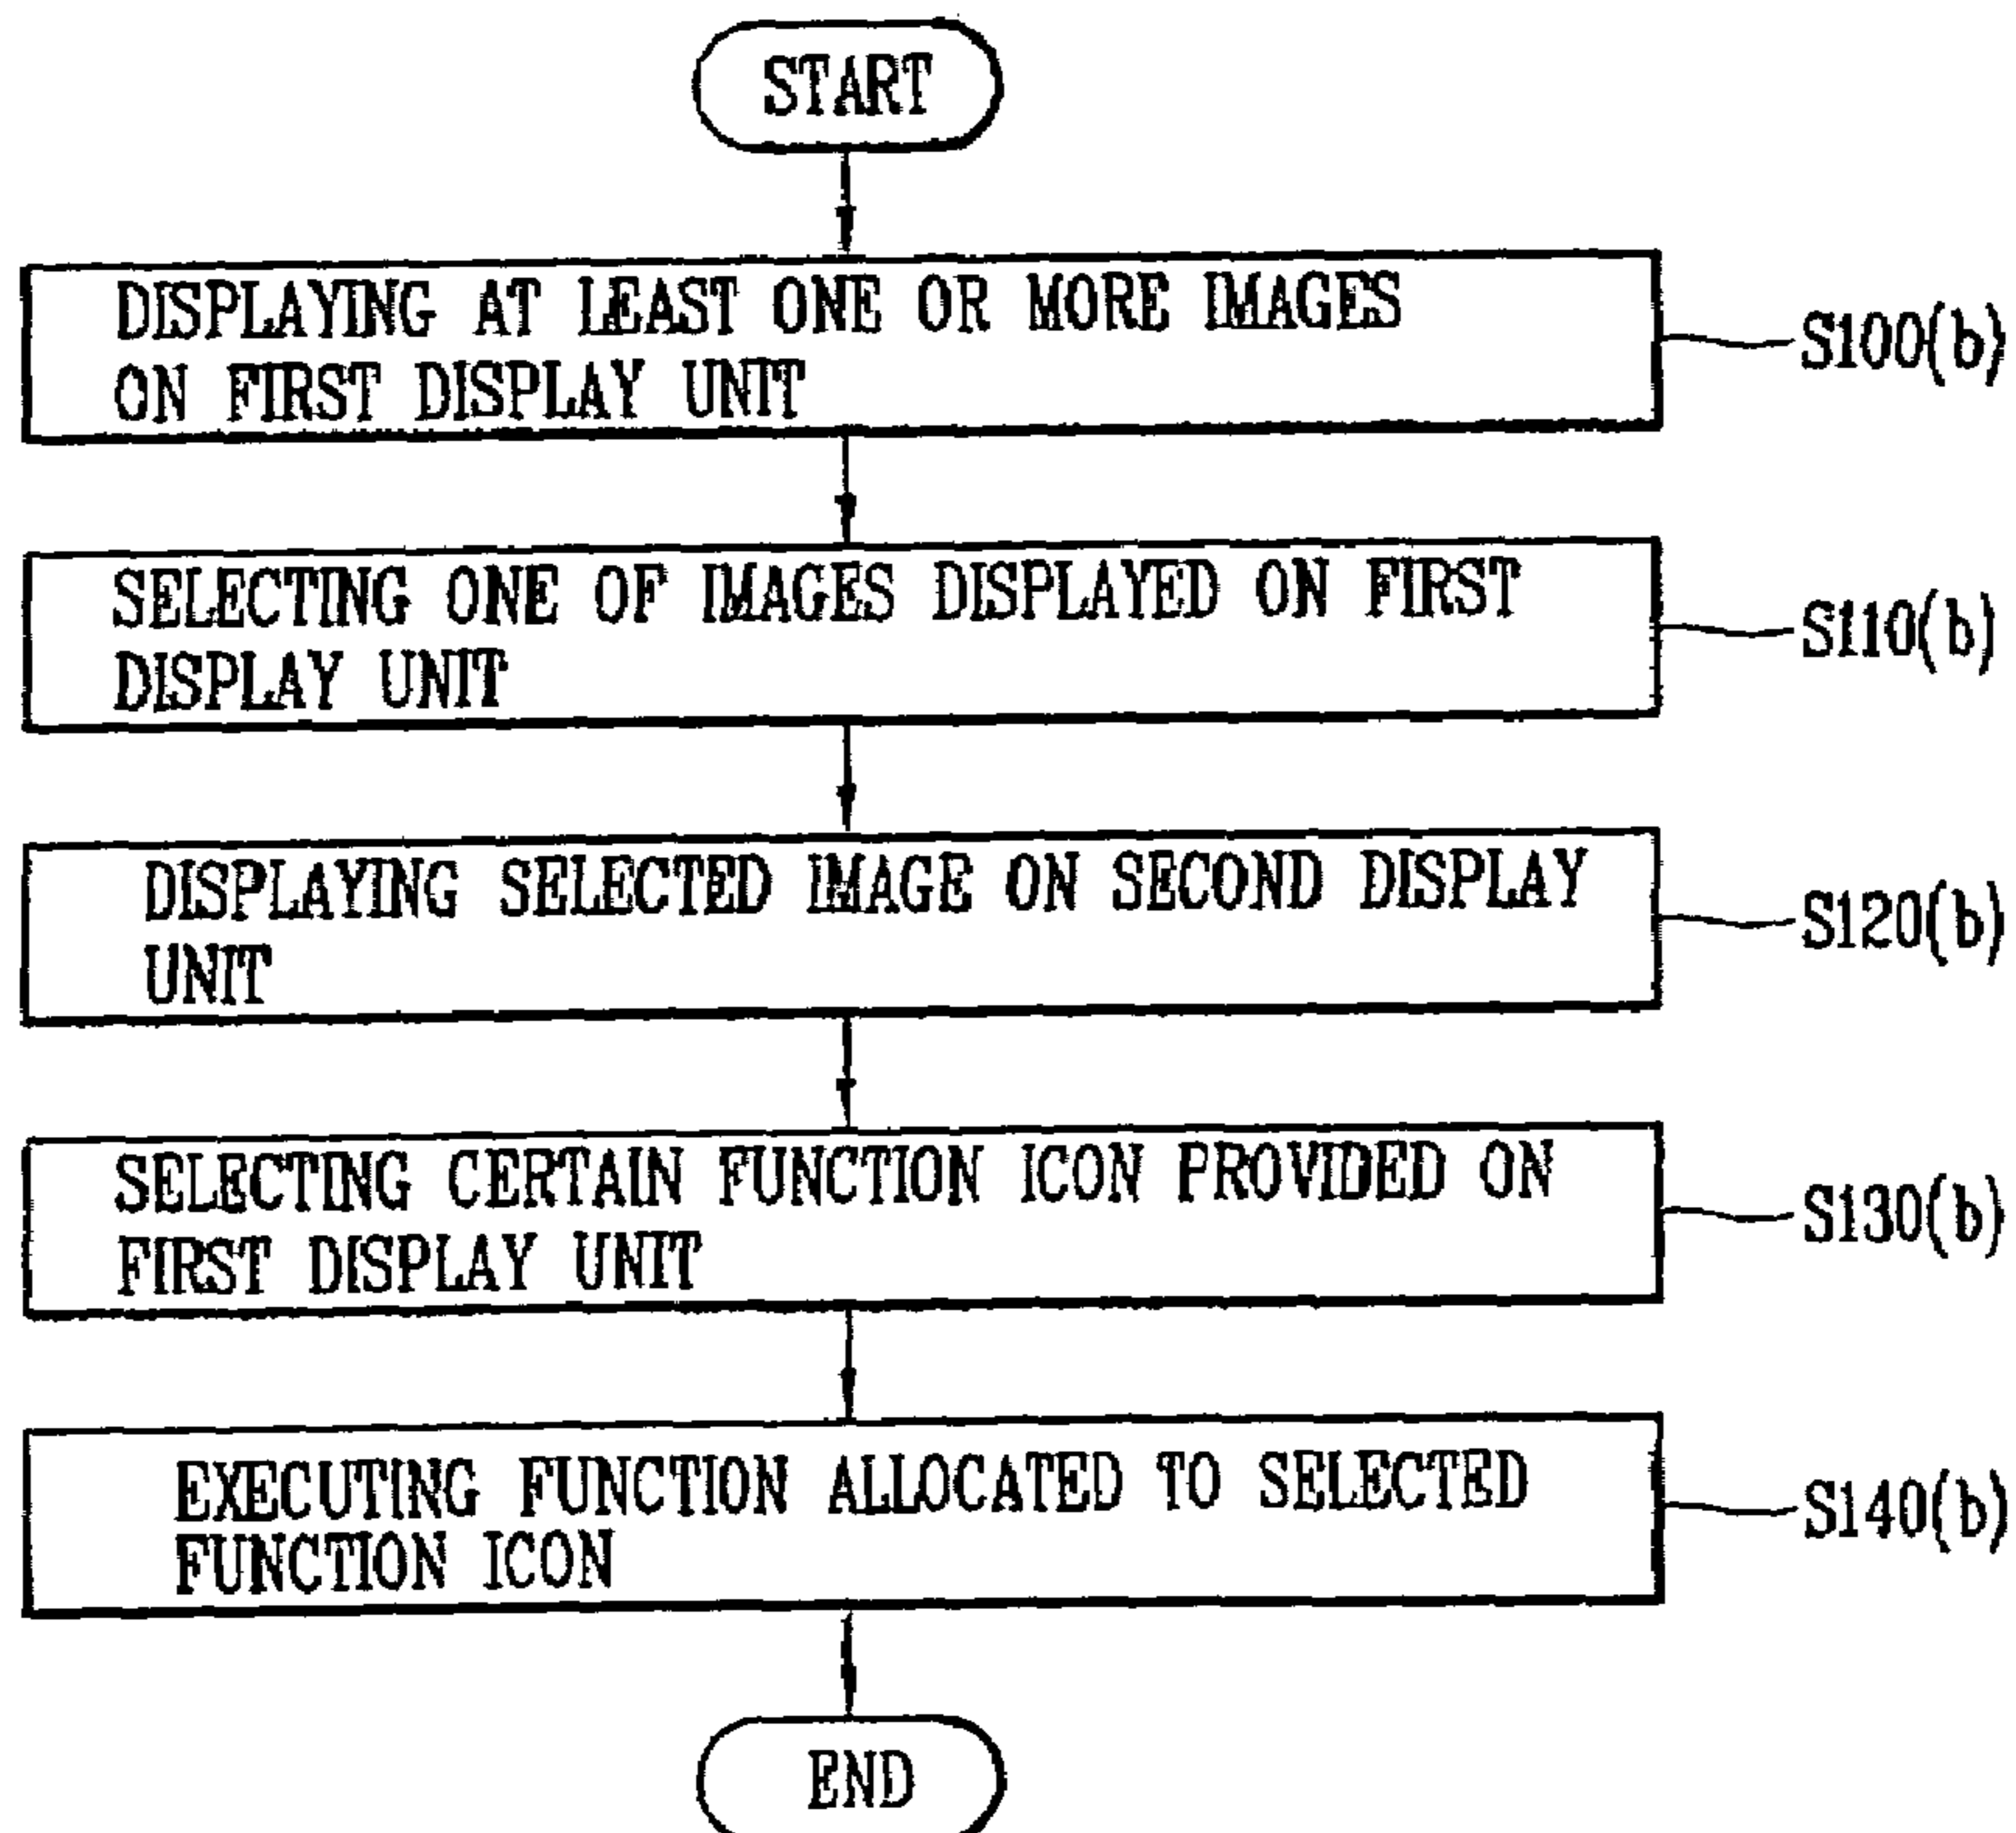 START
DISPLAYING AT LEAST ONE OR MORE IMAGES
ON FIRST DISPLAY UNIT
S100(b)
SELECTING ONE OF IMAGES DISPLAYED ON FIRST
DISPLAY UNIT
S110(b)
DISPLAYING SELECTED IMAGE ON SECOND DISPLAY
UNIT
S120(b)
SELECTING CERTAIN FUNCTION ICON PROVIDED ON
FIRST DISPLAY UNIT
S130(b)
EXECUTING FUNCTION ALLOCATED TO SELECTED
FUNCTION ICON
S140(b)
END